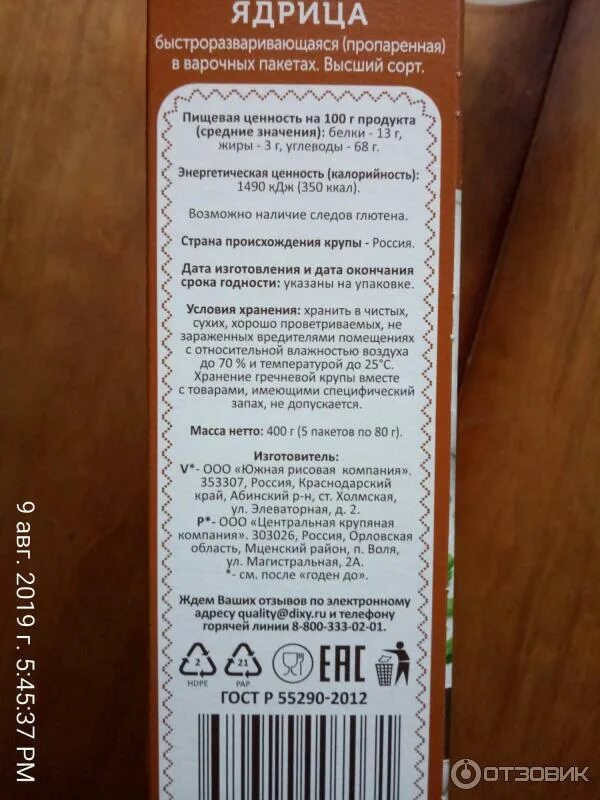 ЯДРИЦА
быстроразваривающаяся (пропаренная)
в варочных пакетах. Высший сорт.
Пищевая ценность на 100 г продукта
(средние значения): белки - 13 г,
жиры - 3 г, углеводы - 68 г.
Энергетическая ценность (калорийность):
1490 кДж (350 ккал).
Возможно наличие следов глютена.
Страна происхождения крупы - Россия.
Дата изготовления и дата окончания
срока годности: указаны на упаковке.
Условия хранения: хранить в чистых,
сухих, хорошо проветриваемых, не
зараженных вредителями помещениях
с относительной влажностью воздуха
до 70 % и температурой до 25°С.
Хранение гречневой крупы вместе
с товарами, имеющими специфический
запах, не допускается.
Масса нетто: 400 г (5 пакетов по 80 г).
Изготовитель:
V*- ООО «Южная рисовая компания».
353307, Россия, Краснодарский
край, Абинский р-н, ст. Холмская,
ул. Элеваторная, д. 2.
P*- ООО «Центральная крупяная
компания». 303026, Россия, Орловская
область, Мценский район, п. Воля,
ул. Магистральная, 2А.
*- см. после «годен до».
Ждем Ваших отзывов по электронному
адресу quality@dixy.ru и телефону
горячей линии 8-800-333-02-01.
2 HDPE
21 PAP
EAC
ГОСТ Р 55290-2012
9 авг. 2019 г. 5:45:37 PM
ОТЗОВИК